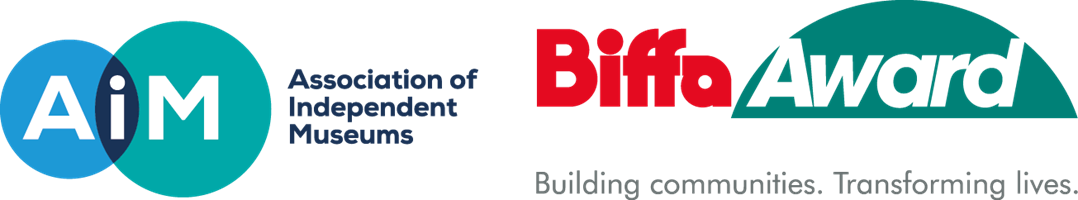 AiM
Association of
Independent
Museums
Biffa Award
Building communities. Transforming lives.